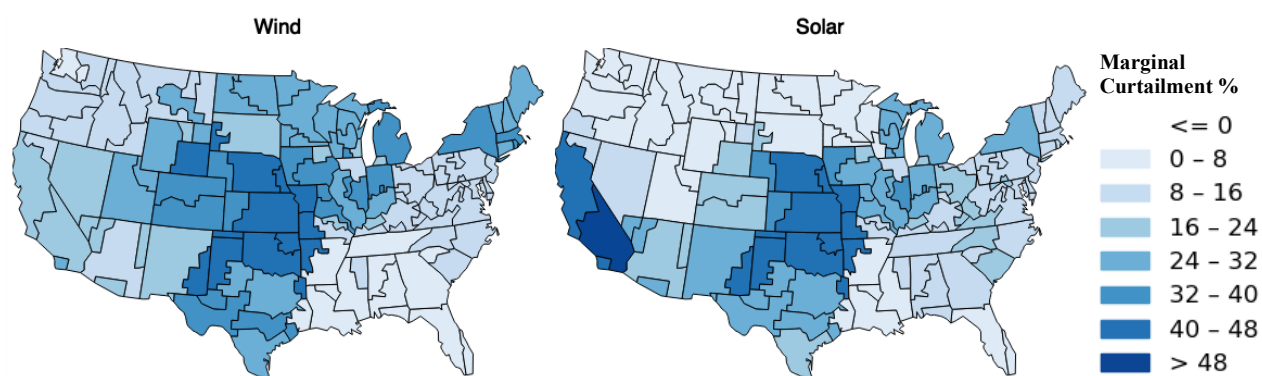 Wind
Solar
Marginal
Curtailment %
<= 0
0 – 8
8 – 16
16 – 24
24 – 32
32 – 40
40 – 48
> 48